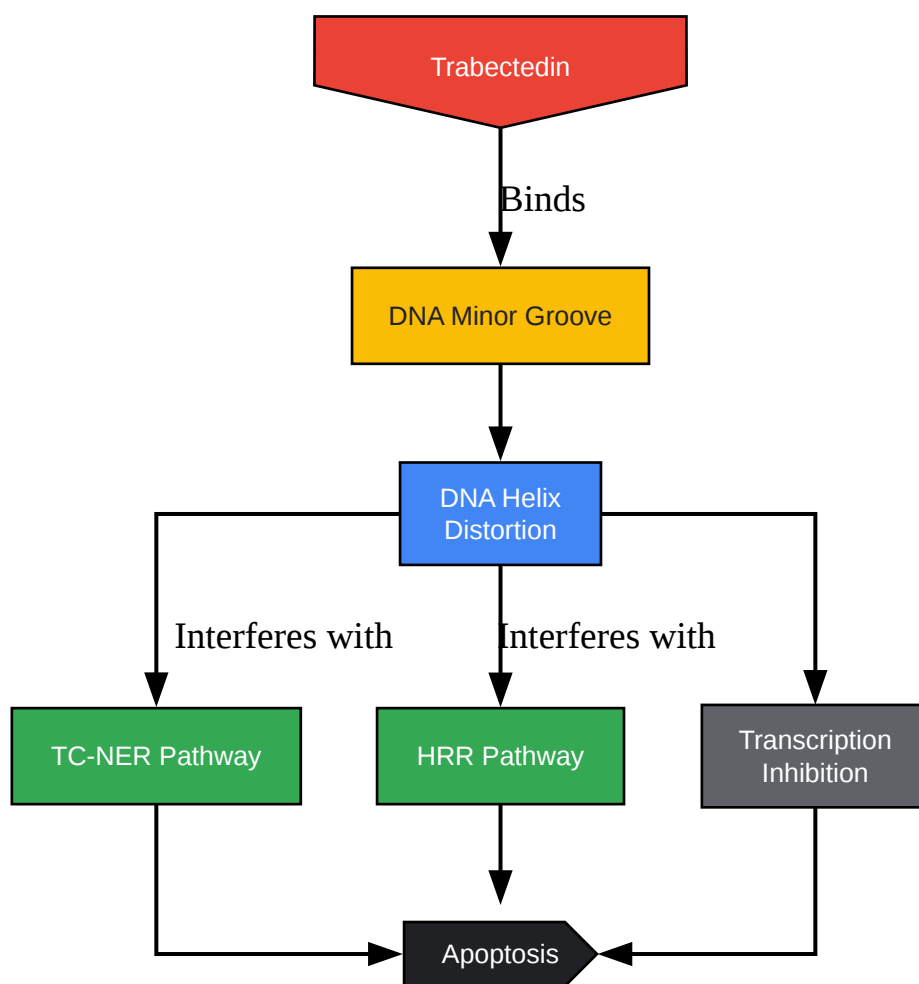 Trabectedin
Binds
DNA Minor Groove
DNA Helix
Distortion
Interferes with
Interferes with
TC-NER Pathway
HRR Pathway
Transcription
Inhibition
Apoptosis